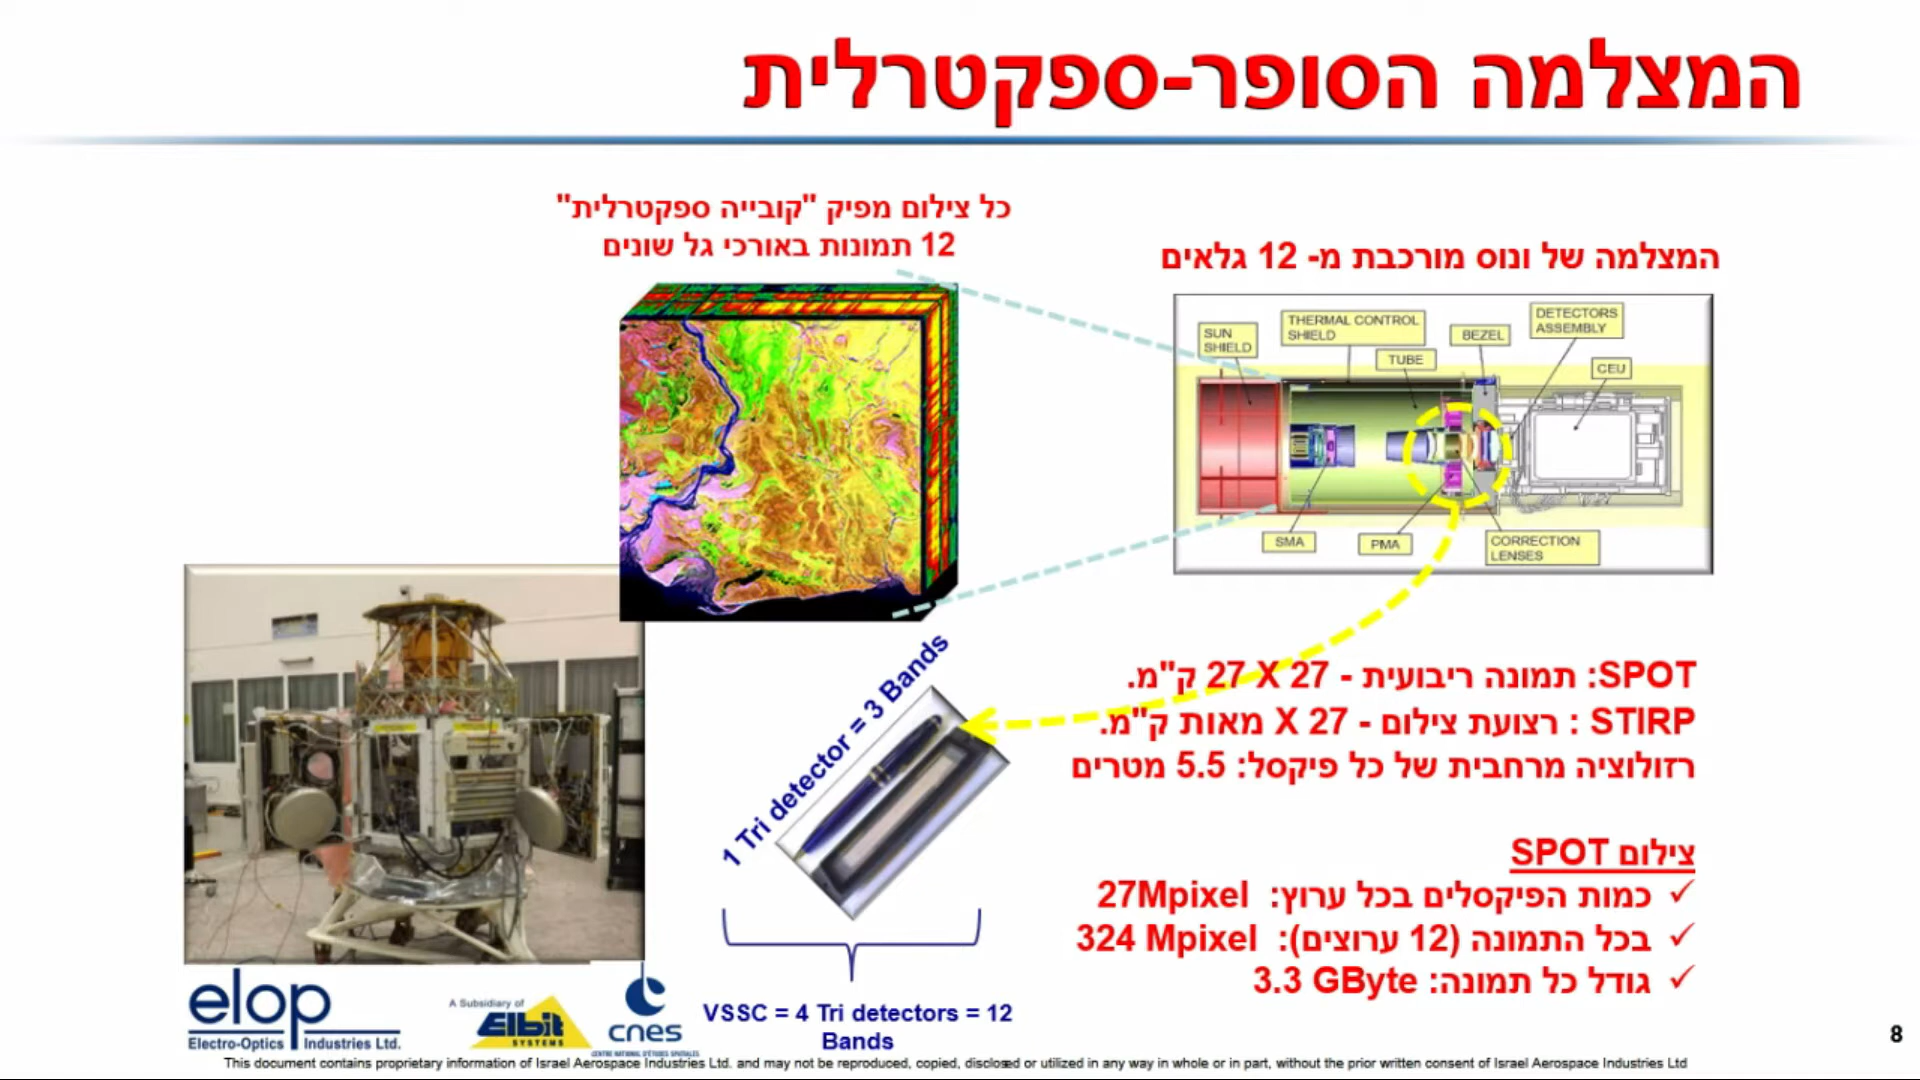 המצלמה הסופר-ספקטרלית
המצלמה של ונוס מורכבת מ- 12 גלאים
כל צילום מפיק "קובייה ספקטרלית"
12 תמונות באורכי גל שונים
SUN
SHIELD
THERMAL CONTROL
SHIELD
TUBE
BEZEL
DETECTORS
ASSEMBLY
CEU
SMA
PMA
CORRECTION
LENSES
SPOT: תמונה ריבועית - 27 X 27 ק"מ.
STIRP : רצועת צילום - 27 X מאות ק"מ.
רזולוציה מרחבית של כל פיקסל: 5.5 מטרים
צילום SPOT
✓ כמות הפיקסלים בכל ערוץ: 27Mpixel
✓ בכל התמונה (12 ערוצים): 324 Mpixel
✓ גודל כל תמונה: 3.3 GByte
1 Tri detector = 3 Bands
VSSC = 4 Tri detectors = 12
Bands
elop
Electro-Optics Industries Ltd.
A Subsidiary of
Elbit
SYSTEMS
cnes
CENTRE NATIONAL D'ÉTUDES SPATIALES
This document contains proprietary information of Israel Aerospace Industries Ltd. and may not be reproduced, copied, disclosed or utilized in any way in whole or in part, without the prior written consent of Israel Aerospace Industries Ltd
8